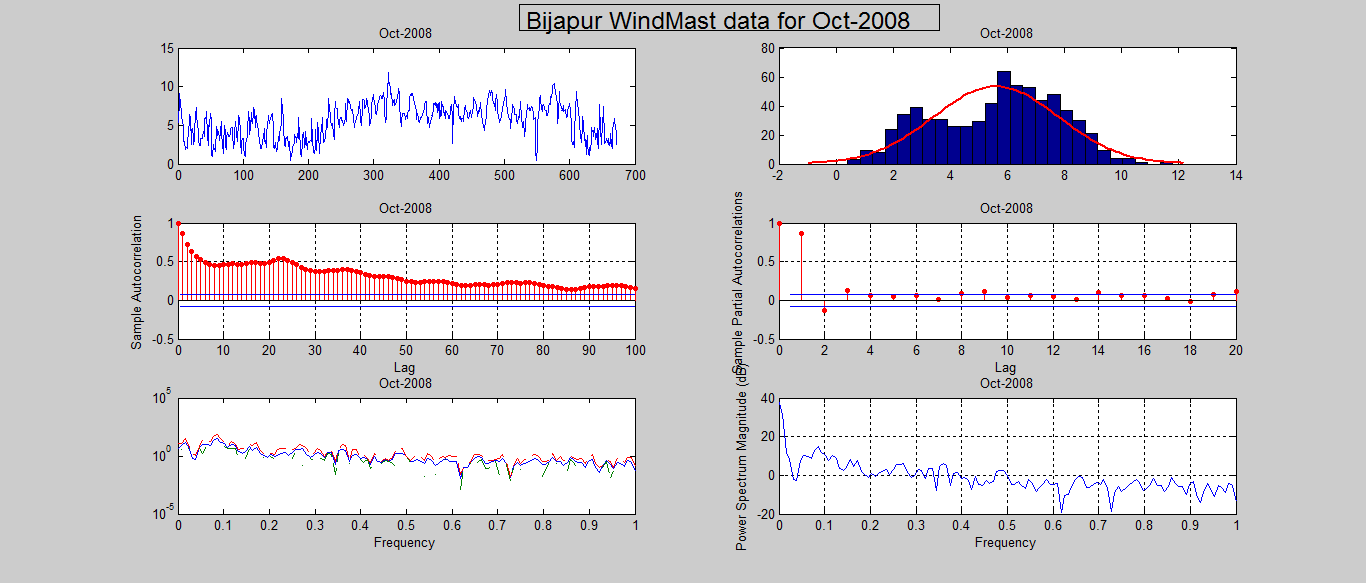 Bijapur WindMast data for Oct-2008
Oct-2008
15
10
5
0
0 100 200 300 400 500 600 700
Oct-2008
80
60
40
20
0
-2 0 2 4 6 8 10 12 14
Oct-2008
Sample Autocorrelation
1
0.5
0
-0.5
0 10 20 30 40 50 60 70 80 90 100
Lag
Oct-2008
Sample Partial Autocorrelations
1
0.5
0
-0.5
0 2 4 6 8 10 12 14 16 18 20
Lag
Oct-2008
10^5
10^0
10^-5
0 0.1 0.2 0.3 0.4 0.5 0.6 0.7 0.8 0.9 1
Frequency
Oct-2008
Power Spectrum Magnitude (dB)
40
20
0
-20
0 0.1 0.2 0.3 0.4 0.5 0.6 0.7 0.8 0.9 1
Frequency